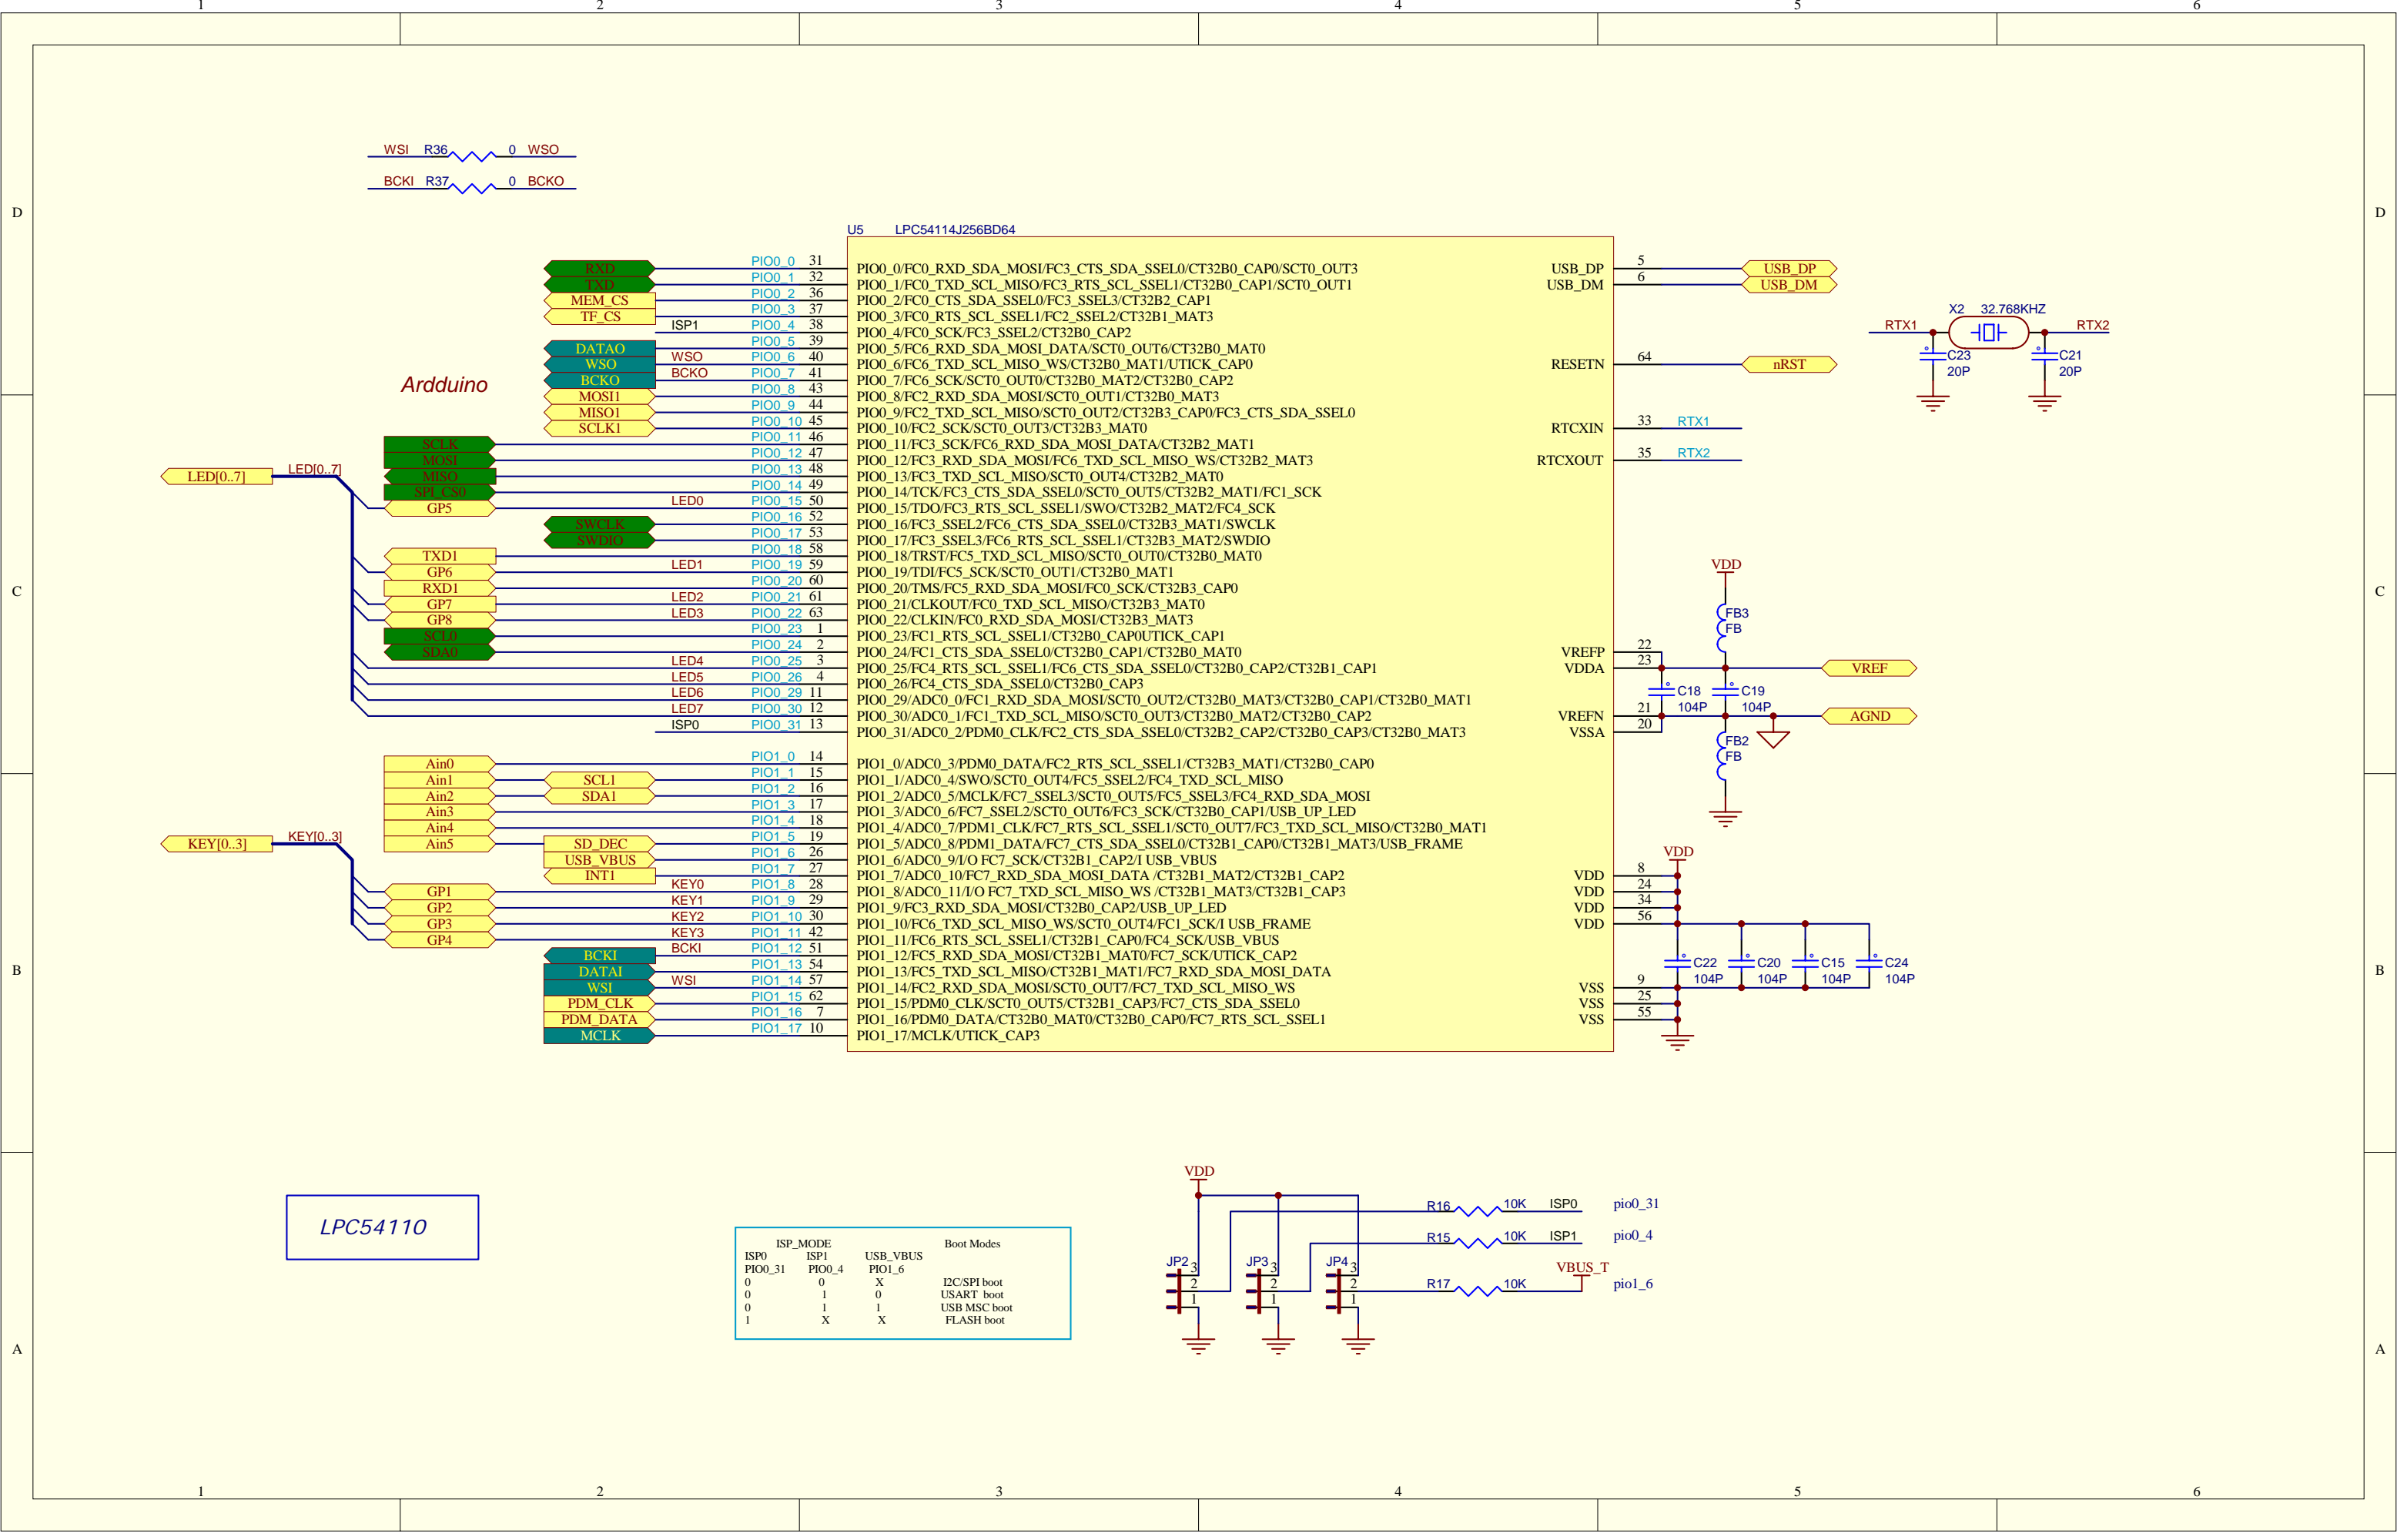 1 2 3 4 5 6
WSI R36 0 WSO
BCKI R37 0 BCKO
D D
U5 LPC54114J256BD64
RXD PIO0_0 31 PIO0_0/FC0_RXD_SDA_MOSI/FC3_CTS_SDA_SSEL0/CT32B0_CAP0/SCT0_OUT3 USB_DP 5 USB_DP
TXD PIO0_1 32 PIO0_1/FC0_TXD_SCL_MISO/FC3_RTS_SCL_SSEL1/CT32B0_CAP1/SCT0_OUT1 USB_DM 6 USB_DM
MEM_CS PIO0_2 36 PIO0_2/FC0_CTS_SDA_SSEL0/FC3_SSEL3/CT32B2_CAP1
TF_CS PIO0_3 37 PIO0_3/FC0_RTS_SCL_SSEL1/FC2_SSEL2/CT32B1_MAT3
X2 32.768KHZ
ISP1 PIO0_4 38 PIO0_4/FC0_SCK/FC3_SSEL2/CT32B0_CAP2
RTX1 RTX2
DATAO PIO0_5 39 PIO0_5/FC6_RXD_SDA_MOSI_DATA/SCT0_OUT6/CT32B0_MAT0
C23 C21
WSO WSO PIO0_6 40 PIO0_6/FC6_TXD_SCL_MISO_WS/CT32B0_MAT1/UTICK_CAP0 RESETN 64 nRST
20P 20P
BCKO BCKO PIO0_7 41 PIO0_7/FC6_SCK/SCT0_OUT0/CT32B0_MAT2/CT32B0_CAP2
Ardduino
MOSI1 PIO0_8 43 PIO0_8/FC2_RXD_SDA_MOSI/SCT0_OUT1/CT32B0_MAT3
MISO1 PIO0_9 44 PIO0_9/FC2_TXD_SCL_MISO/SCT0_OUT2/CT32B3_CAP0/FC3_CTS_SDA_SSEL0
SCLK1 PIO0_10 45 PIO0_10/FC2_SCK/SCT0_OUT3/CT32B3_MAT0 RTCXIN 33 RTX1
SCLK PIO0_11 46 PIO0_11/FC3_SCK/FC6_RXD_SDA_MOSI_DATA/CT32B2_MAT1
MOSI PIO0_12 47 PIO0_12/FC3_RXD_SDA_MOSI/FC6_TXD_SCL_MISO_WS/CT32B2_MAT3 RTCXOUT 35 RTX2
LED[0..7] LED[0..7] MISO PIO0_13 48 PIO0_13/FC3_TXD_SCL_MISO/SCT0_OUT4/CT32B2_MAT0
SPI_CS0 PIO0_14 49 PIO0_14/TCK/FC3_CTS_SDA_SSEL0/SCT0_OUT5/CT32B2_MAT1/FC1_SCK
GP5 LED0 PIO0_15 50 PIO0_15/TDO/FC3_RTS_SCL_SSEL1/SWO/CT32B2_MAT2/FC4_SCK
SWCLK PIO0_16 52 PIO0_16/FC3_SSEL2/FC6_CTS_SDA_SSEL0/CT32B3_MAT1/SWCLK
SWDIO PIO0_17 53 PIO0_17/FC3_SSEL3/FC6_RTS_SCL_SSEL1/CT32B3_MAT2/SWDIO
TXD1 PIO0_18 58 PIO0_18/TRST/FC5_TXD_SCL_MISO/SCT0_OUT0/CT32B0_MAT0
GP6 LED1 PIO0_19 59 PIO0_19/TDI/FC5_SCK/SCT0_OUT1/CT32B0_MAT1 VDD
RXD1 PIO0_20 60 PIO0_20/TMS/FC5_RXD_SDA_MOSI/FC0_SCK/CT32B3_CAP0
C C
GP7 LED2 PIO0_21 61 PIO0_21/CLKOUT/FC0_TXD_SCL_MISO/CT32B3_MAT0
FB3
GP8 LED3 PIO0_22 63 PIO0_22/CLKIN/FC0_RXD_SDA_MOSI/CT32B3_MAT3
FB
SCL0 PIO0_23 1 PIO0_23/FC1_RTS_SCL_SSEL1/CT32B0_CAP0UTICK_CAP1
SDA0 PIO0_24 2 PIO0_24/FC1_CTS_SDA_SSEL0/CT32B0_CAP1/CT32B0_MAT0 VREFP 22
LED4 PIO0_25 3 PIO0_25/FC4_RTS_SCL_SSEL1/FC6_CTS_SDA_SSEL0/CT32B0_CAP2/CT32B1_CAP1 VDDA 23 VREF
LED5 PIO0_26 4 PIO0_26/FC4_CTS_SDA_SSEL0/CT32B0_CAP3
C18 C19
LED6 PIO0_29 11 PIO0_29/ADC0_0/FC1_RXD_SDA_MOSI/SCT0_OUT2/CT32B0_MAT3/CT32B0_CAP1/CT32B0_MAT1
104P 104P
LED7 PIO0_30 12 PIO0_30/ADC0_1/FC1_TXD_SCL_MISO/SCT0_OUT3/CT32B0_MAT2/CT32B0_CAP2 VREFN 21 AGND
ISP0 PIO0_31 13 PIO0_31/ADC0_2/PDM0_CLK/FC2_CTS_SDA_SSEL0/CT32B2_CAP2/CT32B0_CAP3/CT32B0_MAT3 VSSA 20
FB2
FB
Ain0 PIO1_0 14 PIO1_0/ADC0_3/PDM0_DATA/FC2_RTS_SCL_SSEL1/CT32B3_MAT1/CT32B0_CAP0
Ain1 SCL1 PIO1_1 15 PIO1_1/ADC0_4/SWO/SCT0_OUT4/FC5_SSEL2/FC4_TXD_SCL_MISO
Ain2 SDA1 PIO1_2 16 PIO1_2/ADC0_5/MCLK/FC7_SSEL3/SCT0_OUT5/FC5_SSEL3/FC4_RXD_SDA_MOSI
Ain3 PIO1_3 17 PIO1_3/ADC0_6/FC7_SSEL2/SCT0_OUT6/FC3_SCK/CT32B0_CAP1/USB_UP_LED
Ain4 PIO1_4 18 PIO1_4/ADC0_7/PDM1_CLK/FC7_RTS_SCL_SSEL1/SCT0_OUT7/FC3_TXD_SCL_MISO/CT32B0_MAT1
KEY[0..3] KEY[0..3] Ain5 SD_DEC PIO1_5 19 PIO1_5/ADC0_8/PDM1_DATA/FC7_CTS_SDA_SSEL0/CT32B1_CAP0/CT32B1_MAT3/USB_FRAME
USB_VBUS PIO1_6 26 PIO1_6/ADC0_9/I/O FC7_SCK/CT32B1_CAP2/I USB_VBUS VDD
INT1 PIO1_7 27 PIO1_7/ADC0_10/FC7_RXD_SDA_MOSI_DATA /CT32B1_MAT2/CT32B1_CAP2 VDD 8
GP1 KEY0 PIO1_8 28 PIO1_8/ADC0_11/I/O FC7_TXD_SCL_MISO_WS /CT32B1_MAT3/CT32B1_CAP3 VDD 24
GP2 KEY1 PIO1_9 29 PIO1_9/FC3_RXD_SDA_MOSI/CT32B0_CAP2/USB_UP_LED VDD 34
GP3 KEY2 PIO1_10 30 PIO1_10/FC6_TXD_SCL_MISO_WS/SCT0_OUT4/FC1_SCK/I USB_FRAME VDD 56
GP4 KEY3 PIO1_11 42 PIO1_11/FC6_RTS_SCL_SSEL1/CT32B1_CAP0/FC4_SCK/USB_VBUS
BCKI BCKI PIO1_12 51 PIO1_12/FC5_RXD_SDA_MOSI/CT32B1_MAT0/FC7_SCK/UTICK_CAP2
C22 C20 C15 C24
B B
DATAI PIO1_13 54 PIO1_13/FC5_TXD_SCL_MISO/CT32B1_MAT1/FC7_RXD_SDA_MOSI_DATA
104P 104P 104P 104P
WSI WSI PIO1_14 57 PIO1_14/FC2_RXD_SDA_MOSI/SCT0_OUT7/FC7_TXD_SCL_MISO_WS VSS 9
PDM_CLK PIO1_15 62 PIO1_15/PDM0_CLK/SCT0_OUT5/CT32B1_CAP3/FC7_CTS_SDA_SSEL0 VSS 25
PDM_DATA PIO1_16 7 PIO1_16/PDM0_DATA/CT32B0_MAT0/CT32B0_CAP0/FC7_RTS_SCL_SSEL1 VSS 55
MCLK PIO1_17 10 PIO1_17/MCLK/UTICK_CAP3
VDD
R16 10K ISP0 pio0_31
LPC54110
R15 10K ISP1 pio0_4
ISP_MODE Boot Modes
ISP0 ISP1 USB_VBUS
PIO0_31 PIO0_4 PIO1_6
0 0 X I2C/SPI boot
0 1 0 USART boot
0 1 1 USB MSC boot
1 X X FLASH boot
JP2 3 JP3 3 JP4 3 VBUS_T
2 2 2 R17 10K pio1_6
1 1 1
A A
1 2 3 4 5 6